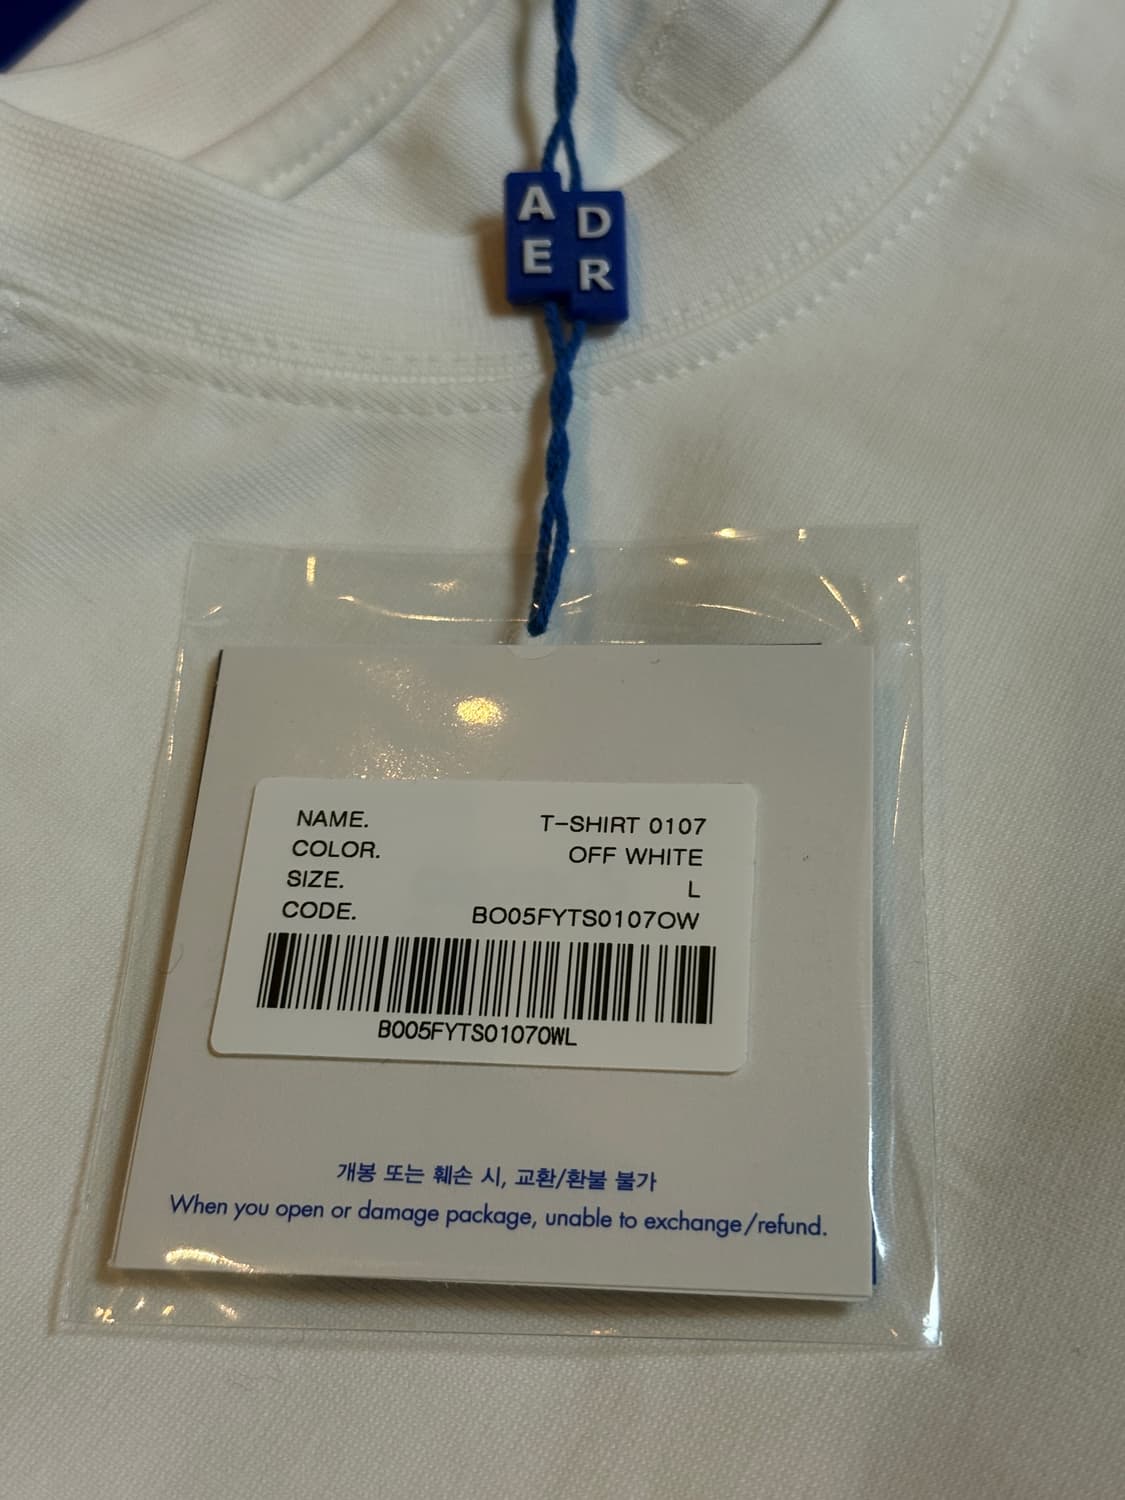 A D
E R
NAME. T-SHIRT 0107
COLOR. OFF WHITE
SIZE. L
CODE. BO05FYTS0107OW
BO05FYTS0107OWL
개봉 또는 훼손 시, 교환/환불 불가
When you open or damage package, unable to exchange/refund.